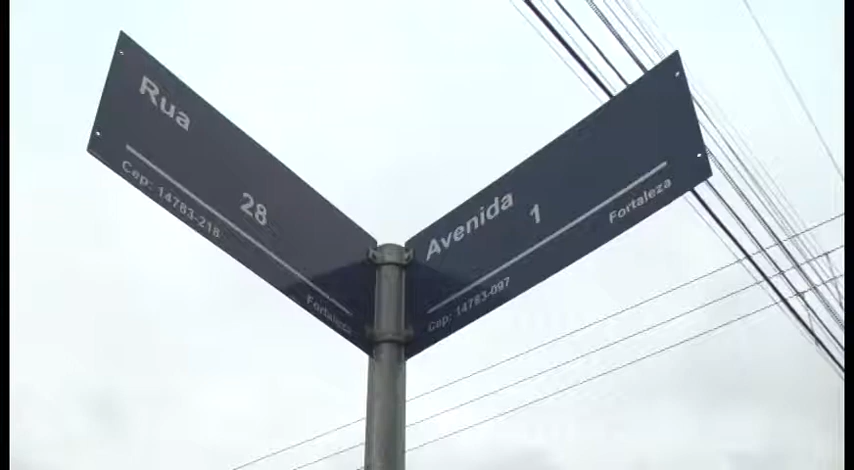 Rua
28
Cep: 14783-218
Fortaleza
Avenida
1
Cep: 14783-097
Fortaleza